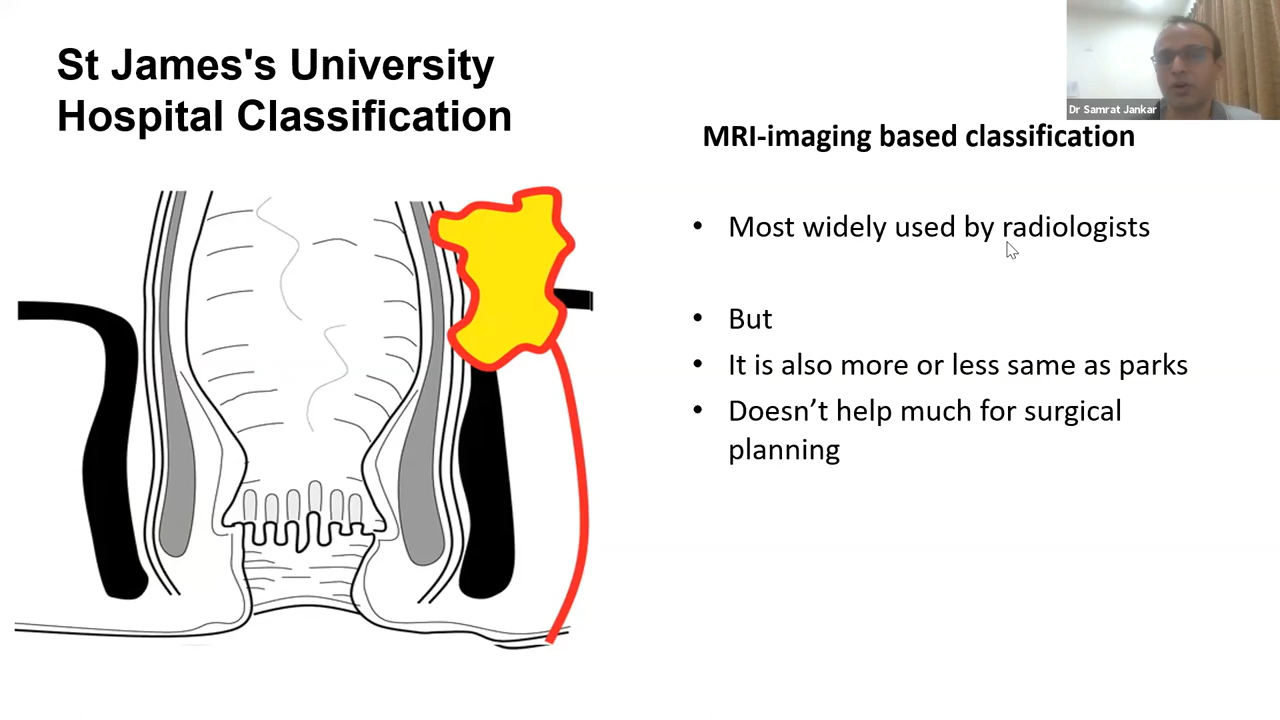 St James's University
Hospital Classification
Dr Samrat Jankar
MRI-imaging based classification
• Most widely used by radiologists
• But
• It is also more or less same as parks
• Doesn’t help much for surgical
planning